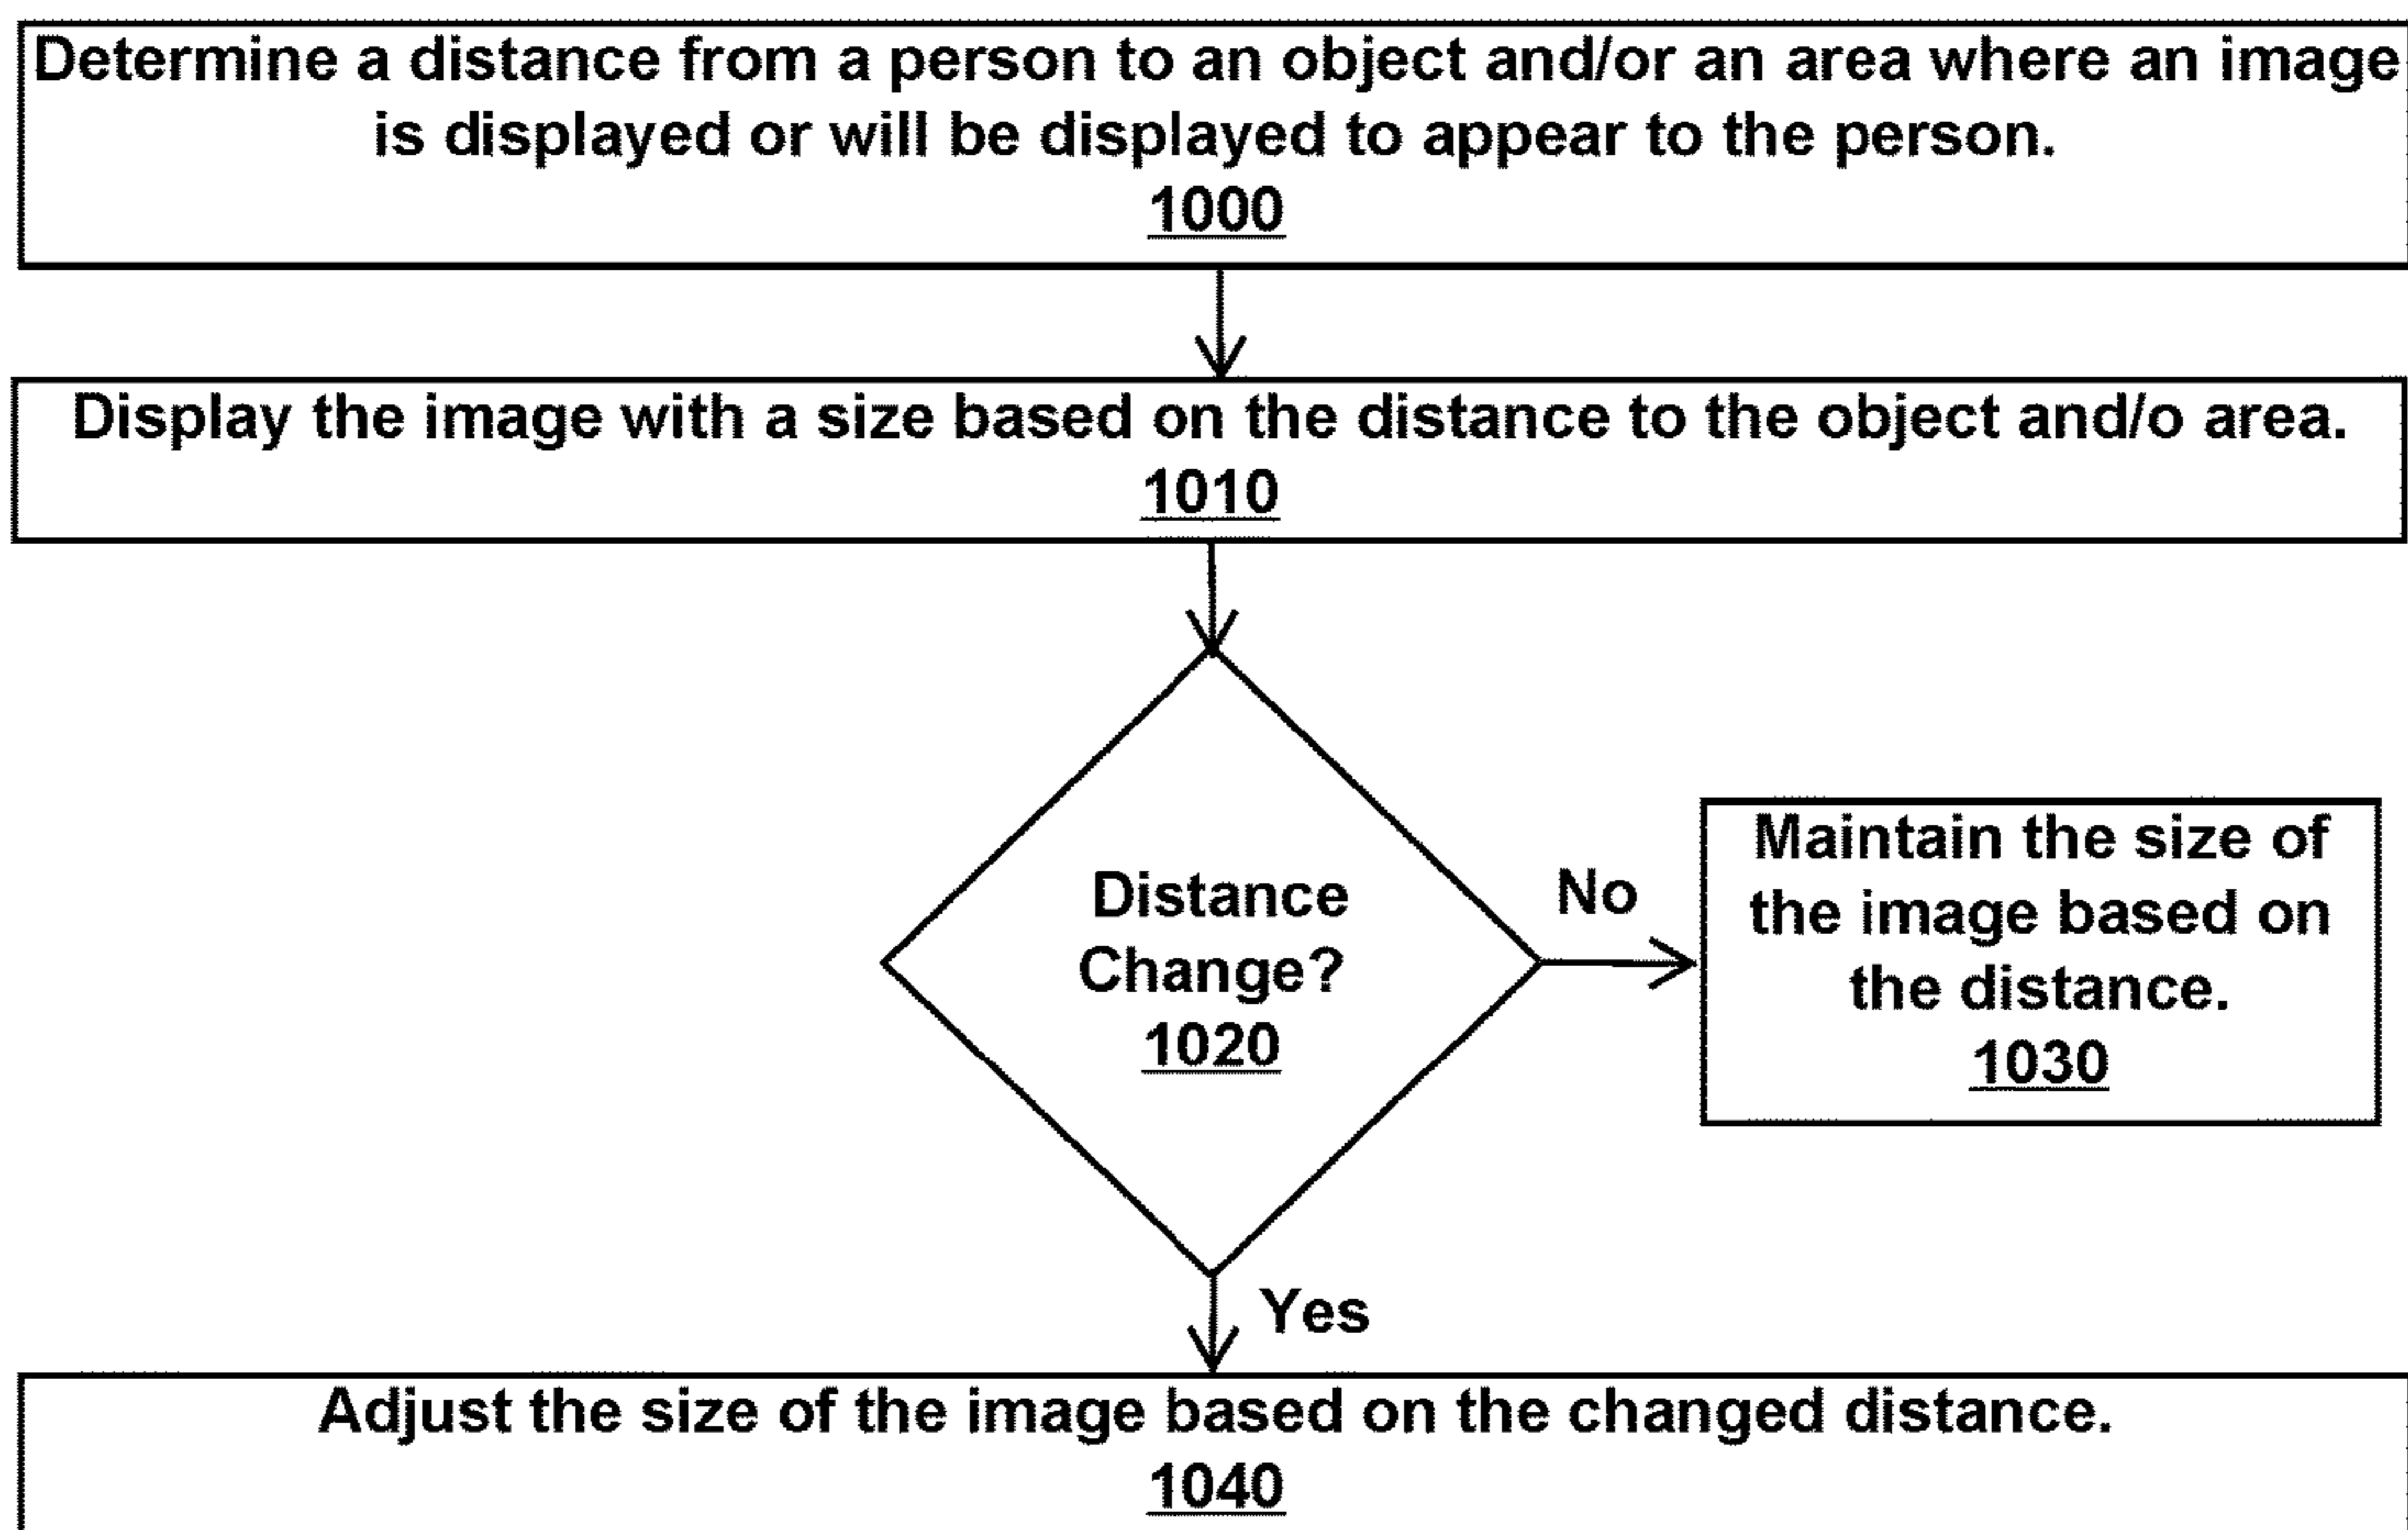 Determine a distance from a person to an object and/or an area where an image
is displayed or will be displayed to appear to the person.
1000
Display the image with a size based on the distance to the object and/o area.
1010
Distance
Change?
1020
No
Maintain the size of
the image based on
the distance.
1030
Yes
Adjust the size of the image based on the changed distance.
1040